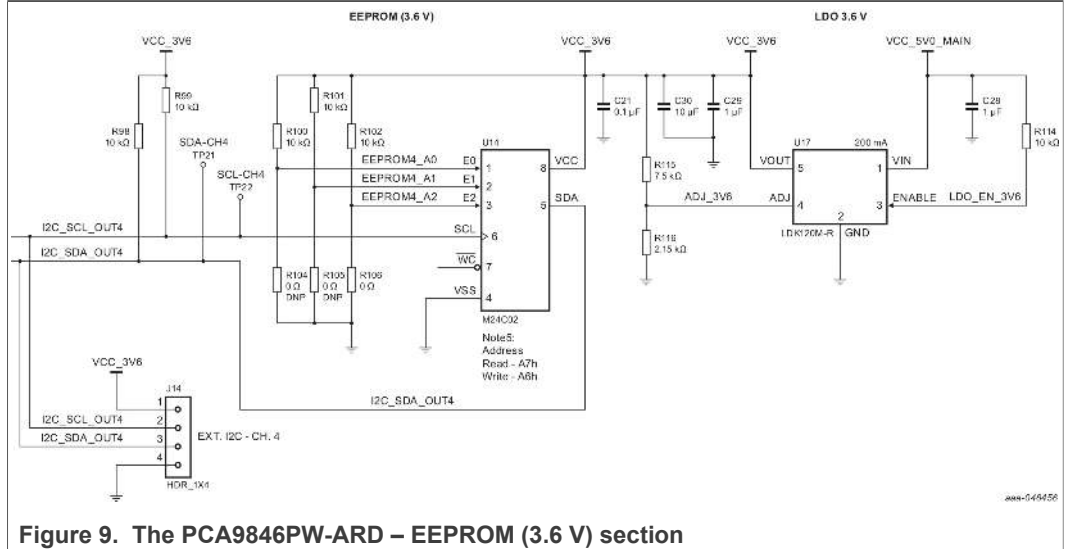 EEPROM (3.6 V)
LDO 3.6 V
VCC_3V6
VCC_3V6
VCC_3V6
VCC_5V0_MAIN
R99
10 kΩ
R98
10 kΩ
SDA-CH4
TP21
SCL-CH4
TP22
R101
10 kΩ
R100
10 kΩ
R102
10 kΩ
EEPROM4_A0
EEPROM4_A1
EEPROM4_A2
E0
E1
E2
1
2
3
U14
8
VCC
5
SDA
SCL
6
WC
7
VSS
4
M24C02
Note5:
Address
Read - A7h
Write - A6h
C21
0.1 µF
C30
10 µF
C29
1 µF
C28
1 µF
R114
10 kΩ
R115
7.5 kΩ
ADJ_3V6
R116
2.15 kΩ
U17
200 mA
VOUT
5
1
VIN
ADJ
4
3
ENABLE
LDO_EN_3V6
2
LDK120M-R
GND
I2C_SCL_OUT4
I2C_SDA_OUT4
R104
0 Ω
DNP
R105
0 Ω
DNP
R106
0 Ω
I2C_SDA_OUT4
VCC_3V6
J14
1
I2C_SCL_OUT4
2
I2C_SDA_OUT4
3
4
EXT. I2C - CH. 4
HDR_1X4
aaa-046456
Figure 9. The PCA9846PW-ARD – EEPROM (3.6 V) section